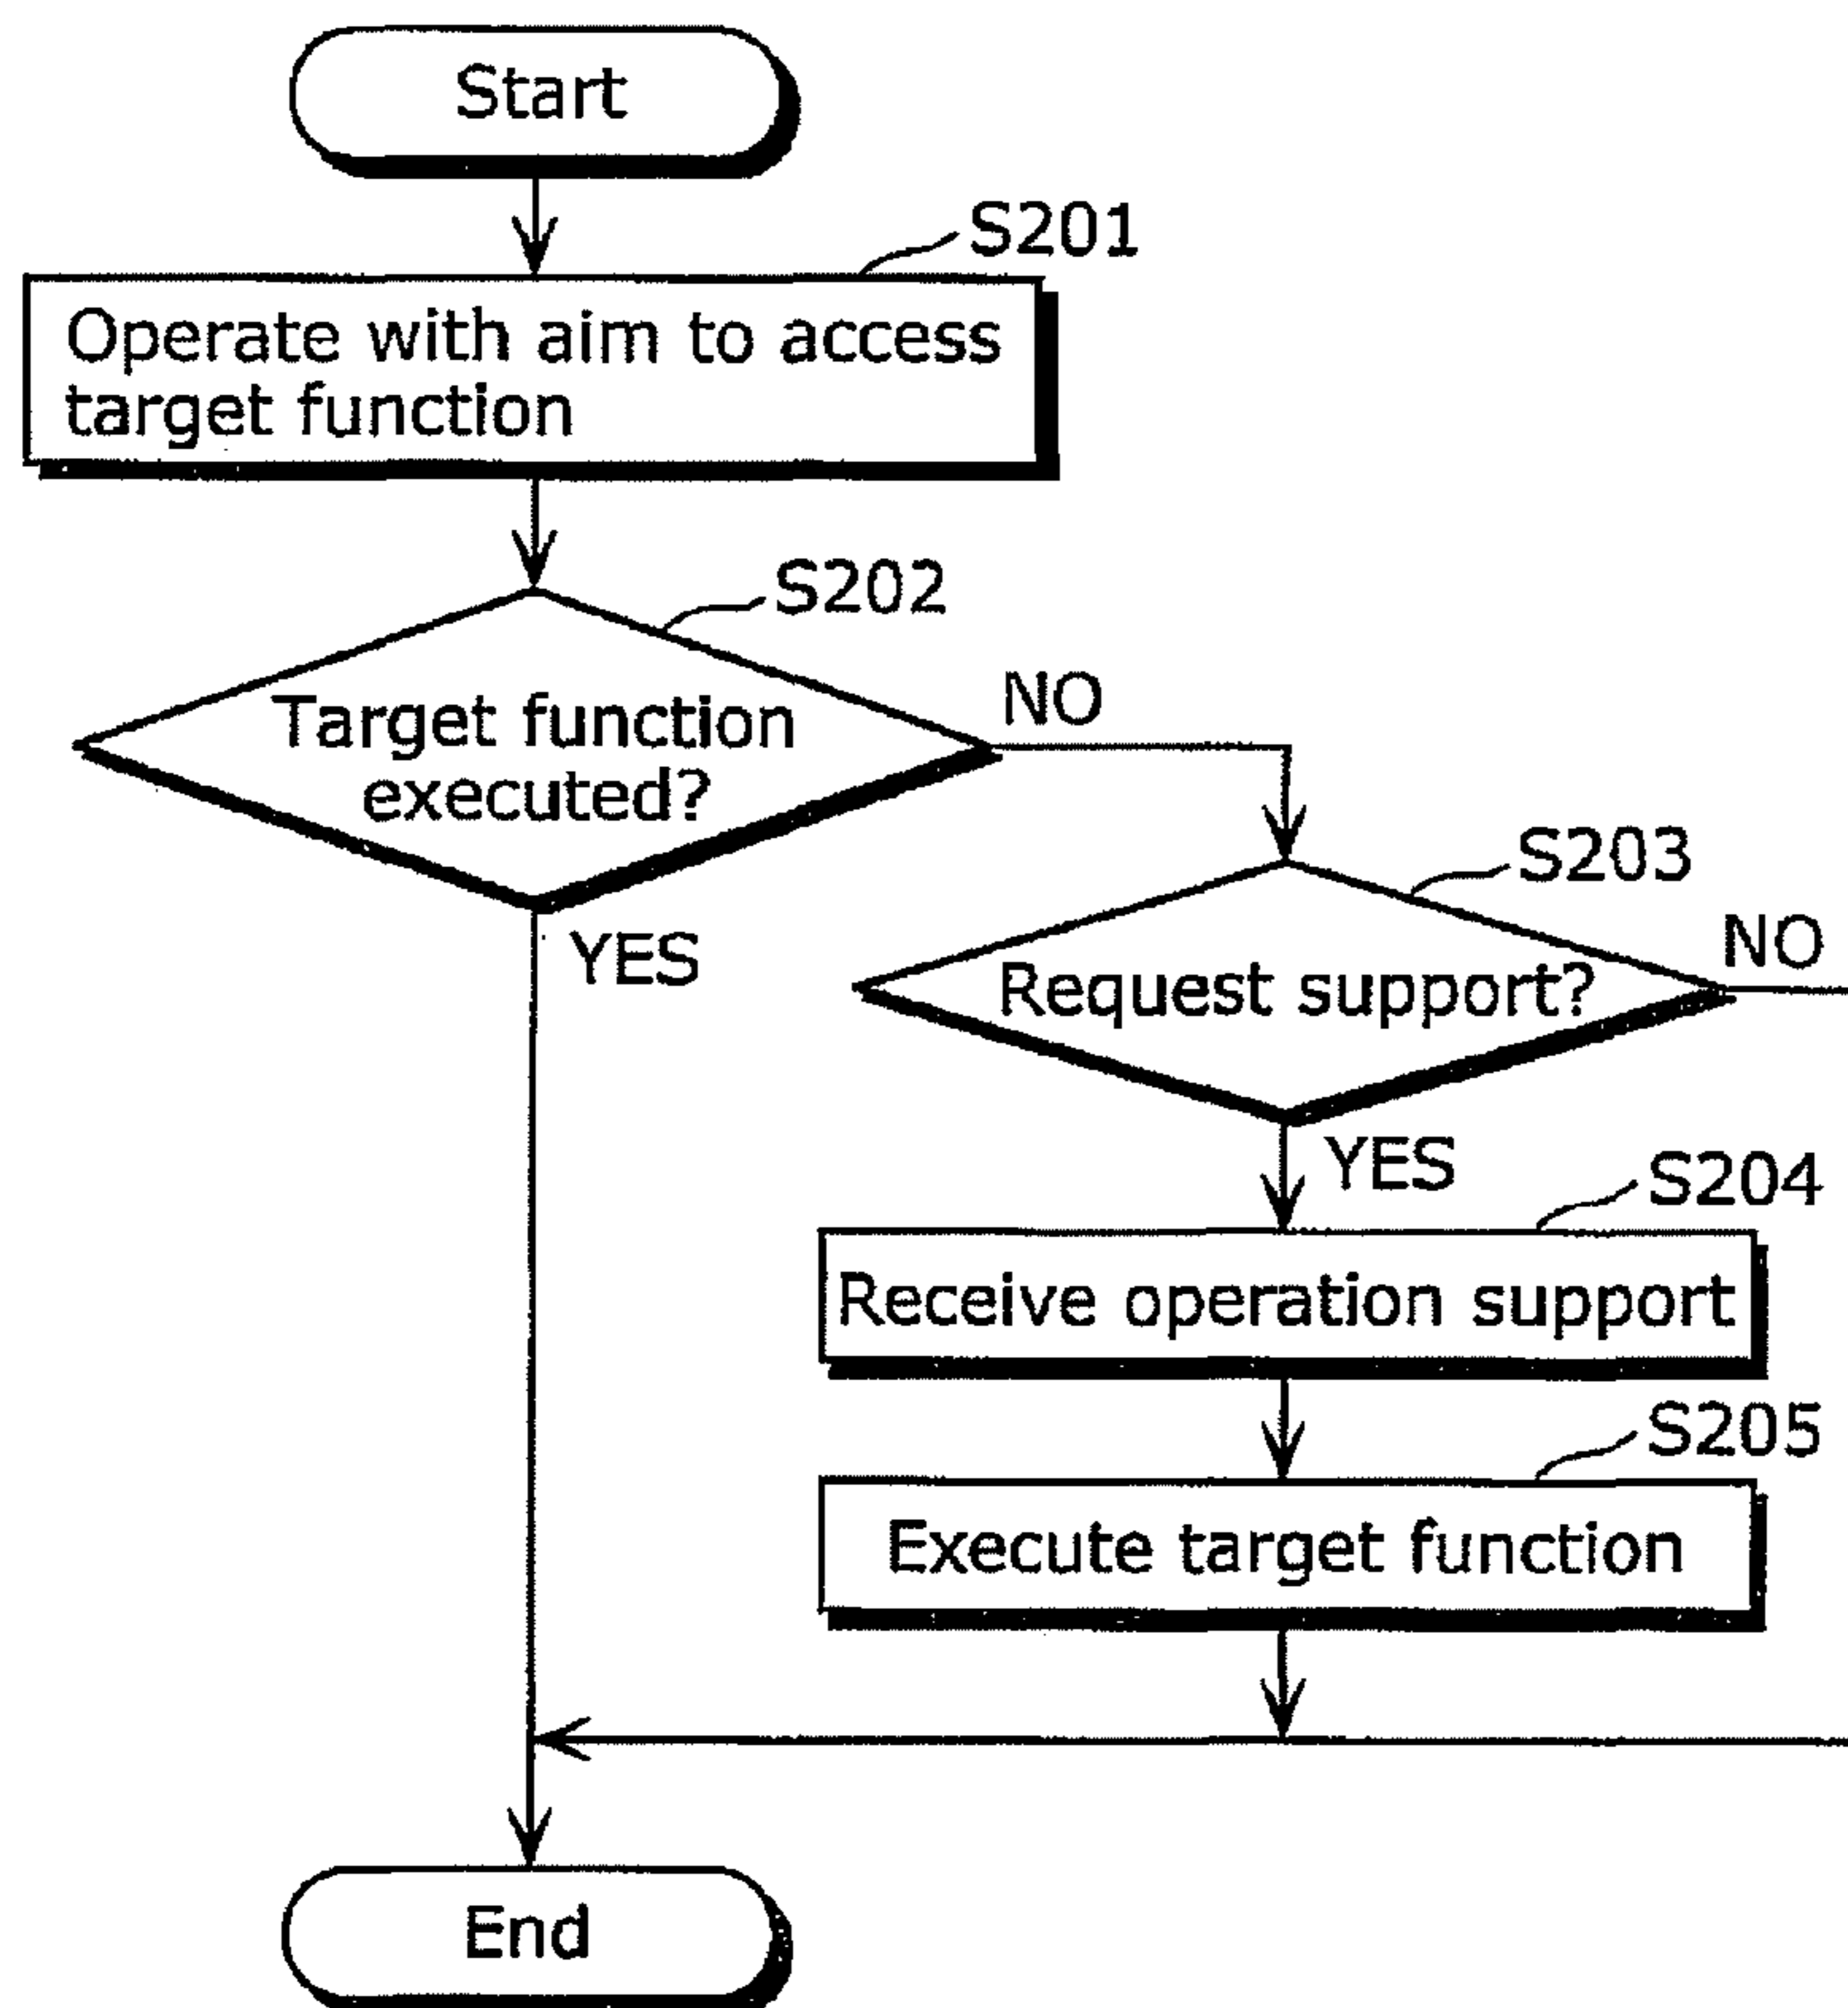 Start
S201
Operate with aim to access
target function
S202
Target function
executed?
NO
YES
S203
Request support?
NO
YES
S204
Receive operation support
S205
Execute target function
End